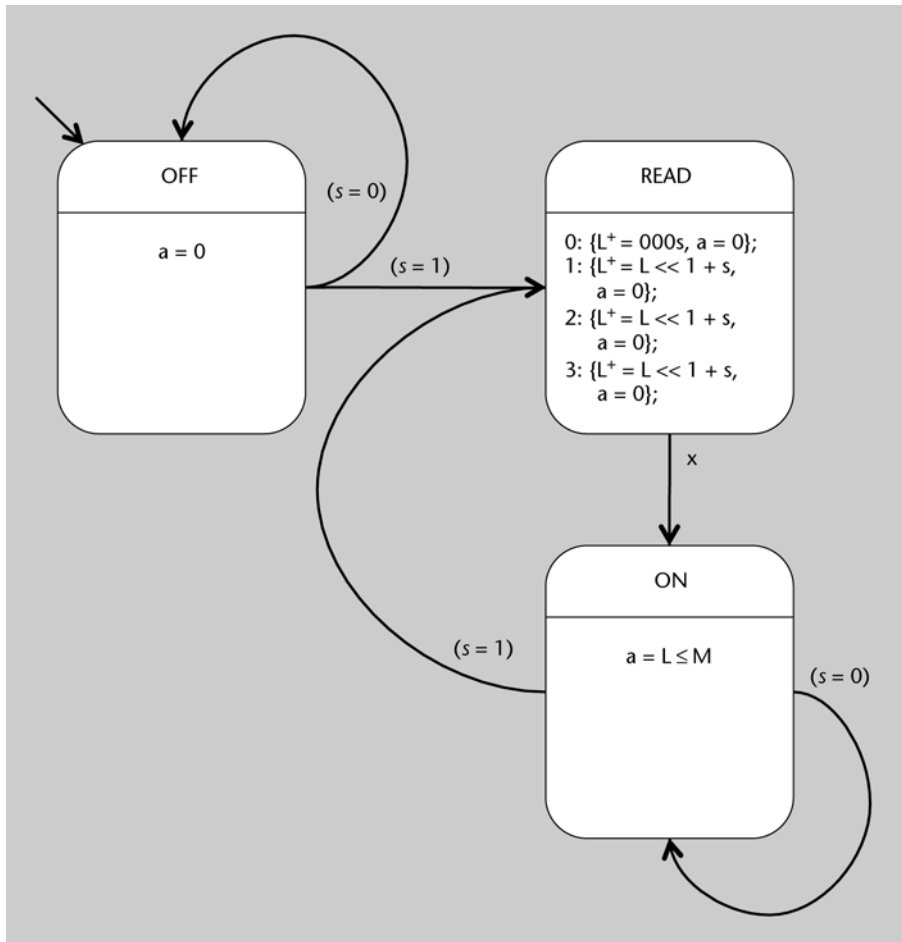 OFF
a = 0
(s = 0)
(s = 1)
READ
0: {L⁺ = 000s, a = 0};
1: {L⁺ = L << 1 + s,
a = 0};
2: {L⁺ = L << 1 + s,
a = 0};
3: {L⁺ = L << 1 + s,
a = 0};
x
ON
a = L ≤ M
(s = 1)
(s = 0)